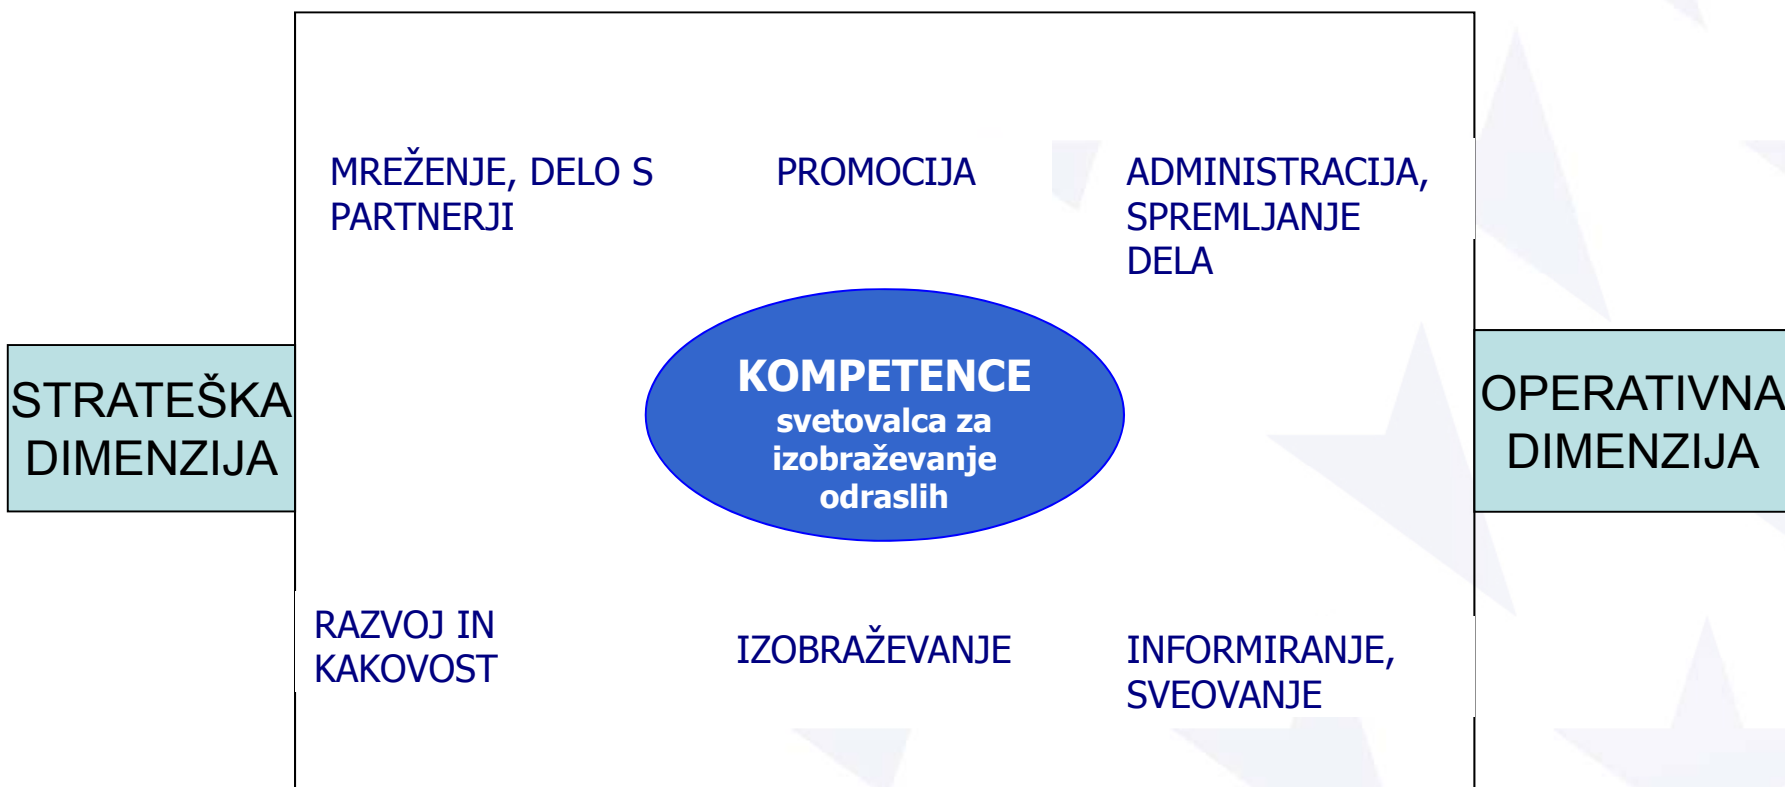 MREŽENJE, DELO S
PARTNERJI
PROMOCIJA
ADMINISTRACIJA,
SPREMLJANJE
DELA
STRATEŠKA
DIMENZIJA
KOMPETENCE
svetovalca za
izobraževanje
odraslih
OPERATIVNA
DIMENZIJA
RAZVOJ IN
KAKOVOST
IZOBRAŽEVANJE
INFORMIRANJE,
SVEOVANJE